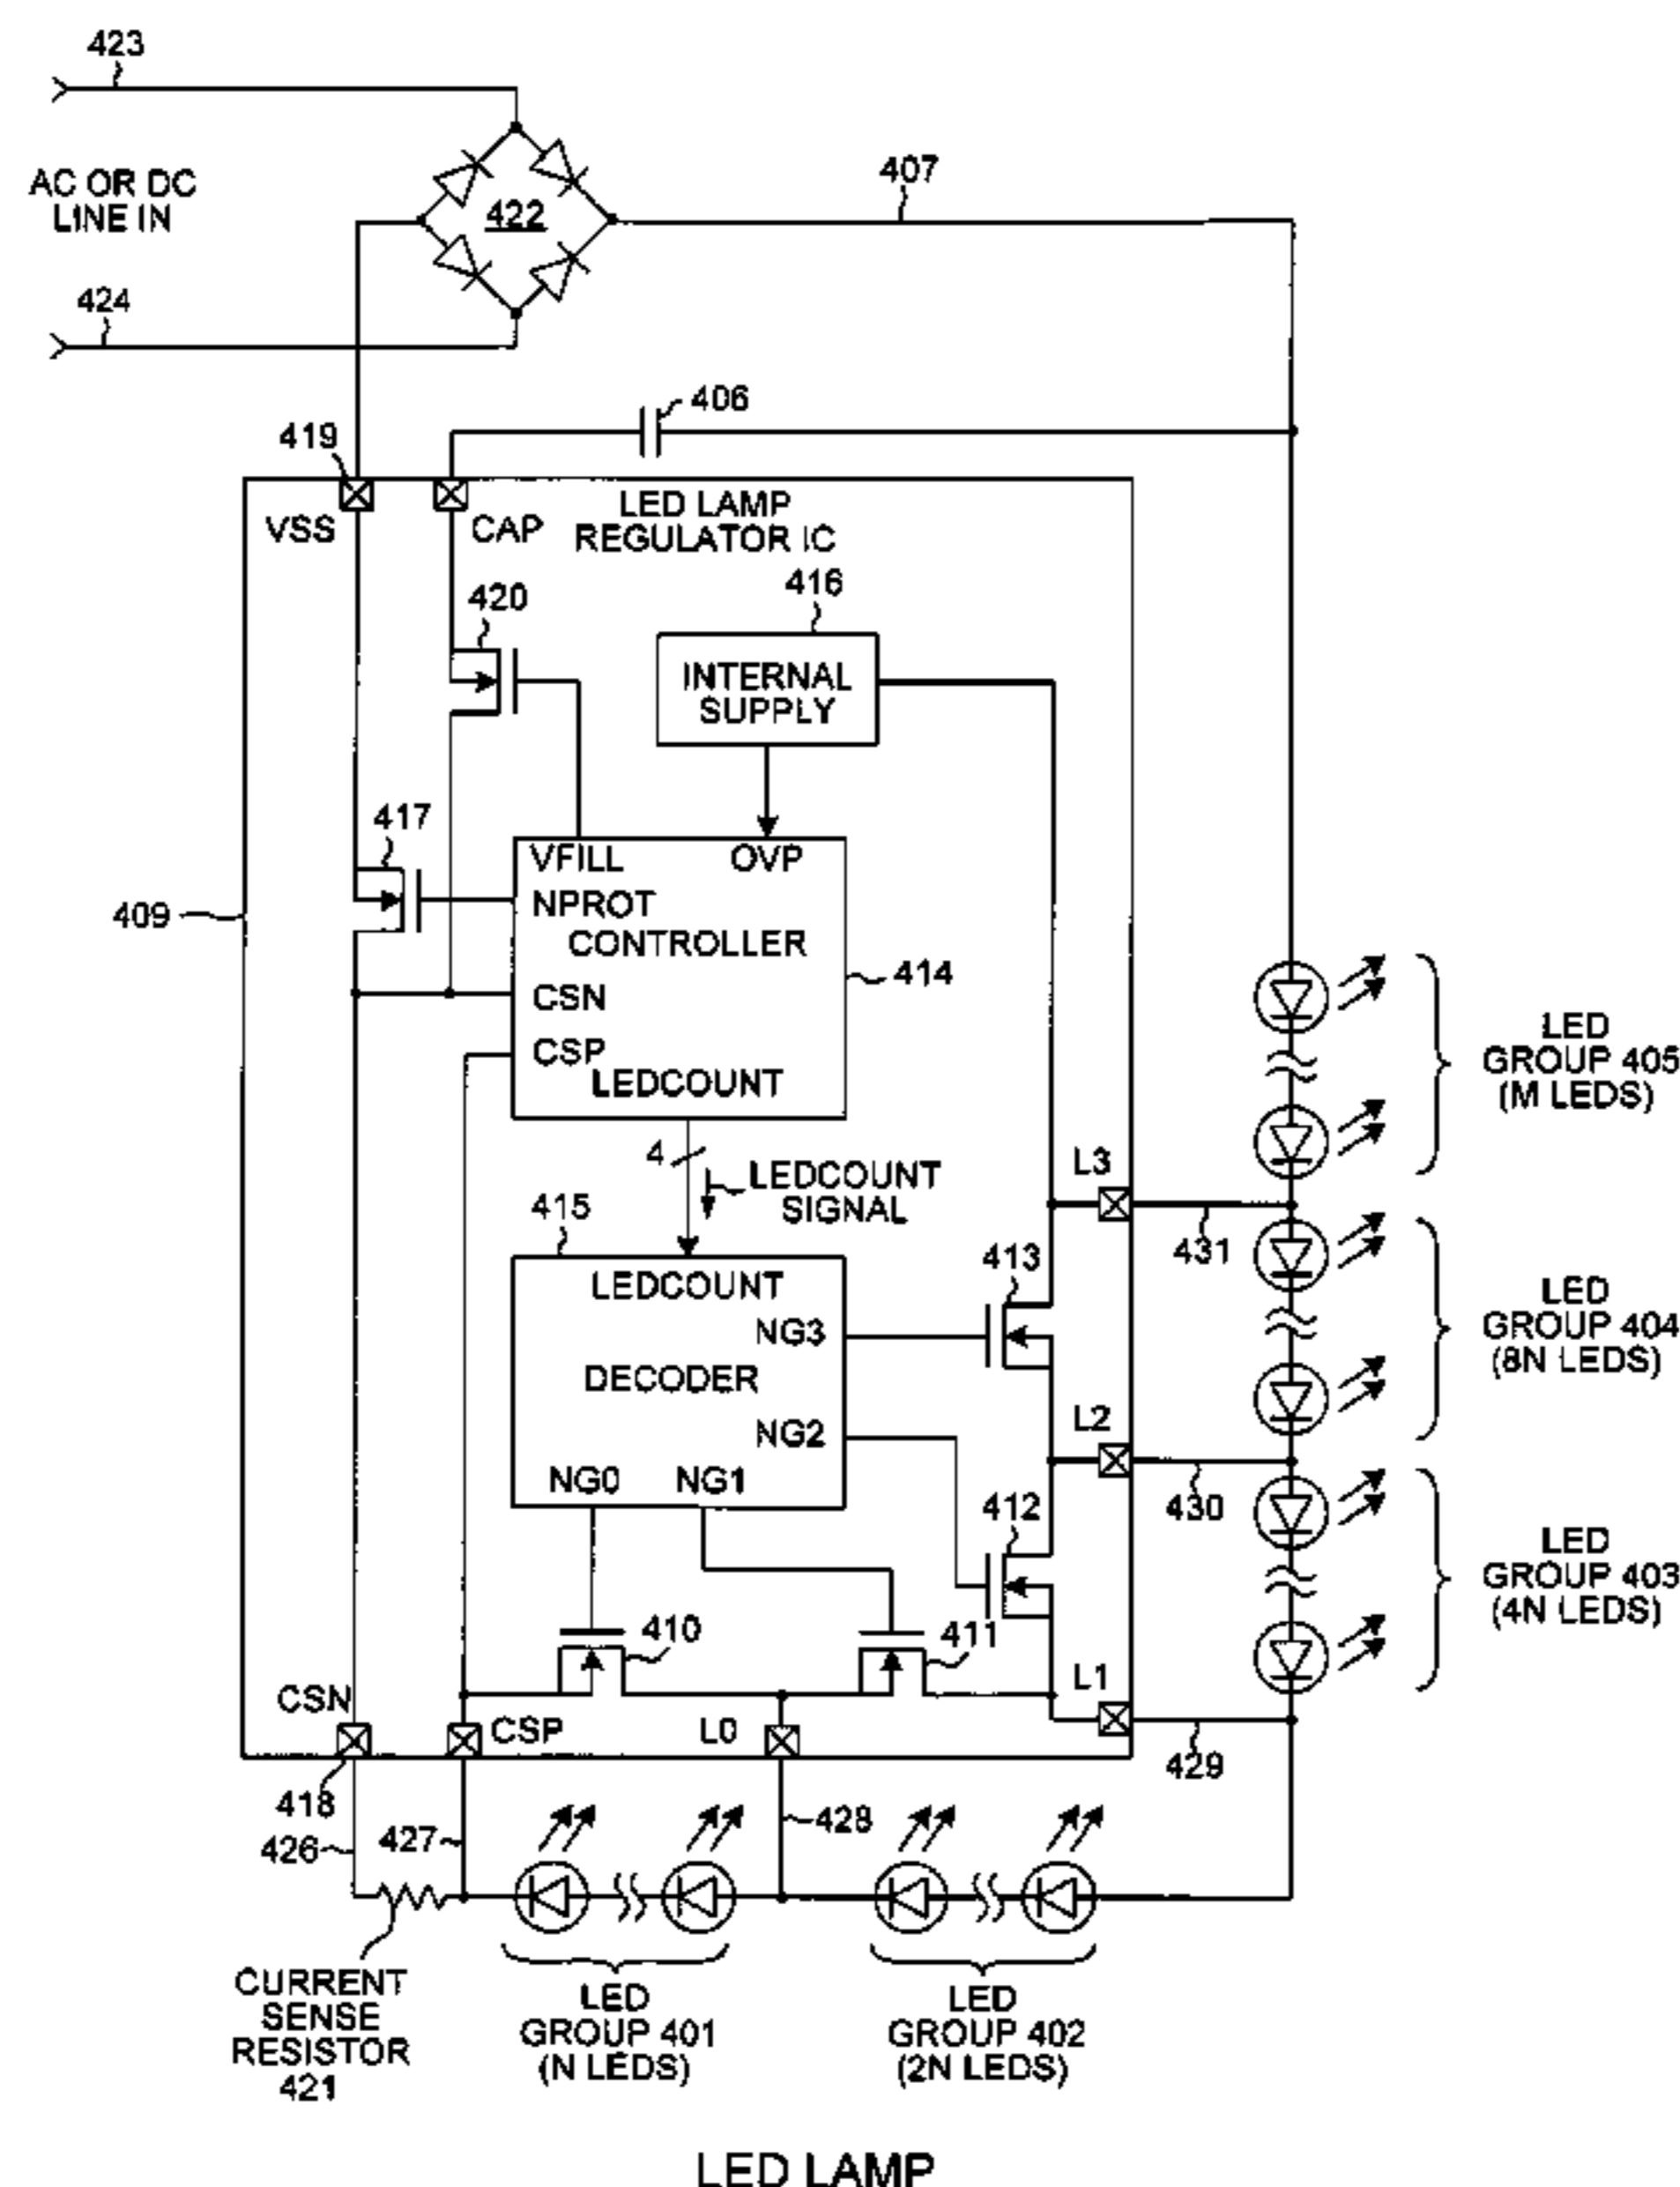 423
AC OR DC
LINE IN
422
407
424
406
419
VSS
CAP
LED LAMP
REGULATOR IC
420
416
INTERNAL
SUPPLY
417
VFILL
OVP
NPROT
409
CONTROLLER
414
CSN
CSP
LEDCOUNT
LED
GROUP 405
(M LEDS)
4
LEDCOUNT
SIGNAL
L3
431
415
LEDCOUNT
413
NG3
DECODER
LED
GROUP 404
(8N LEDS)
NG2
L2
430
NG0
NG1
412
LED
GROUP 403
(4N LEDS)
410
411
L1
CSN
CSP
L0
429
418
426
427
428
CURRENT
SENSE
RESISTOR
421
LED
GROUP 401
(N LEDS)
LED
GROUP 402
(2N LEDS)
LED LAMP